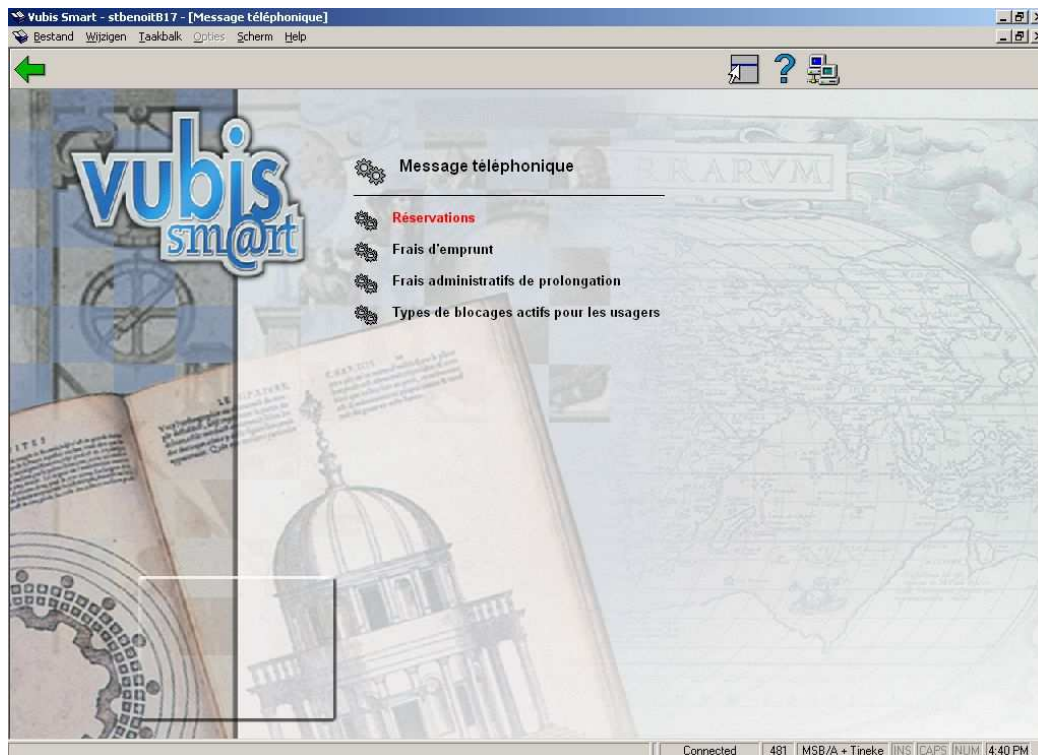 Vubis Smart - stbenoitB17 - [Message téléphonique]
Bestand Wijzigen Taakbalk Opties Scherm Help
vubis
sm@rt
Message téléphonique
RARVM
Réservations
Frais d'emprunt
Frais administratifs de prolongation
Types de blocages actifs pour les usagers
Connected 481 MSB/A + Tineke INS CAPS NUM 4:40 PM